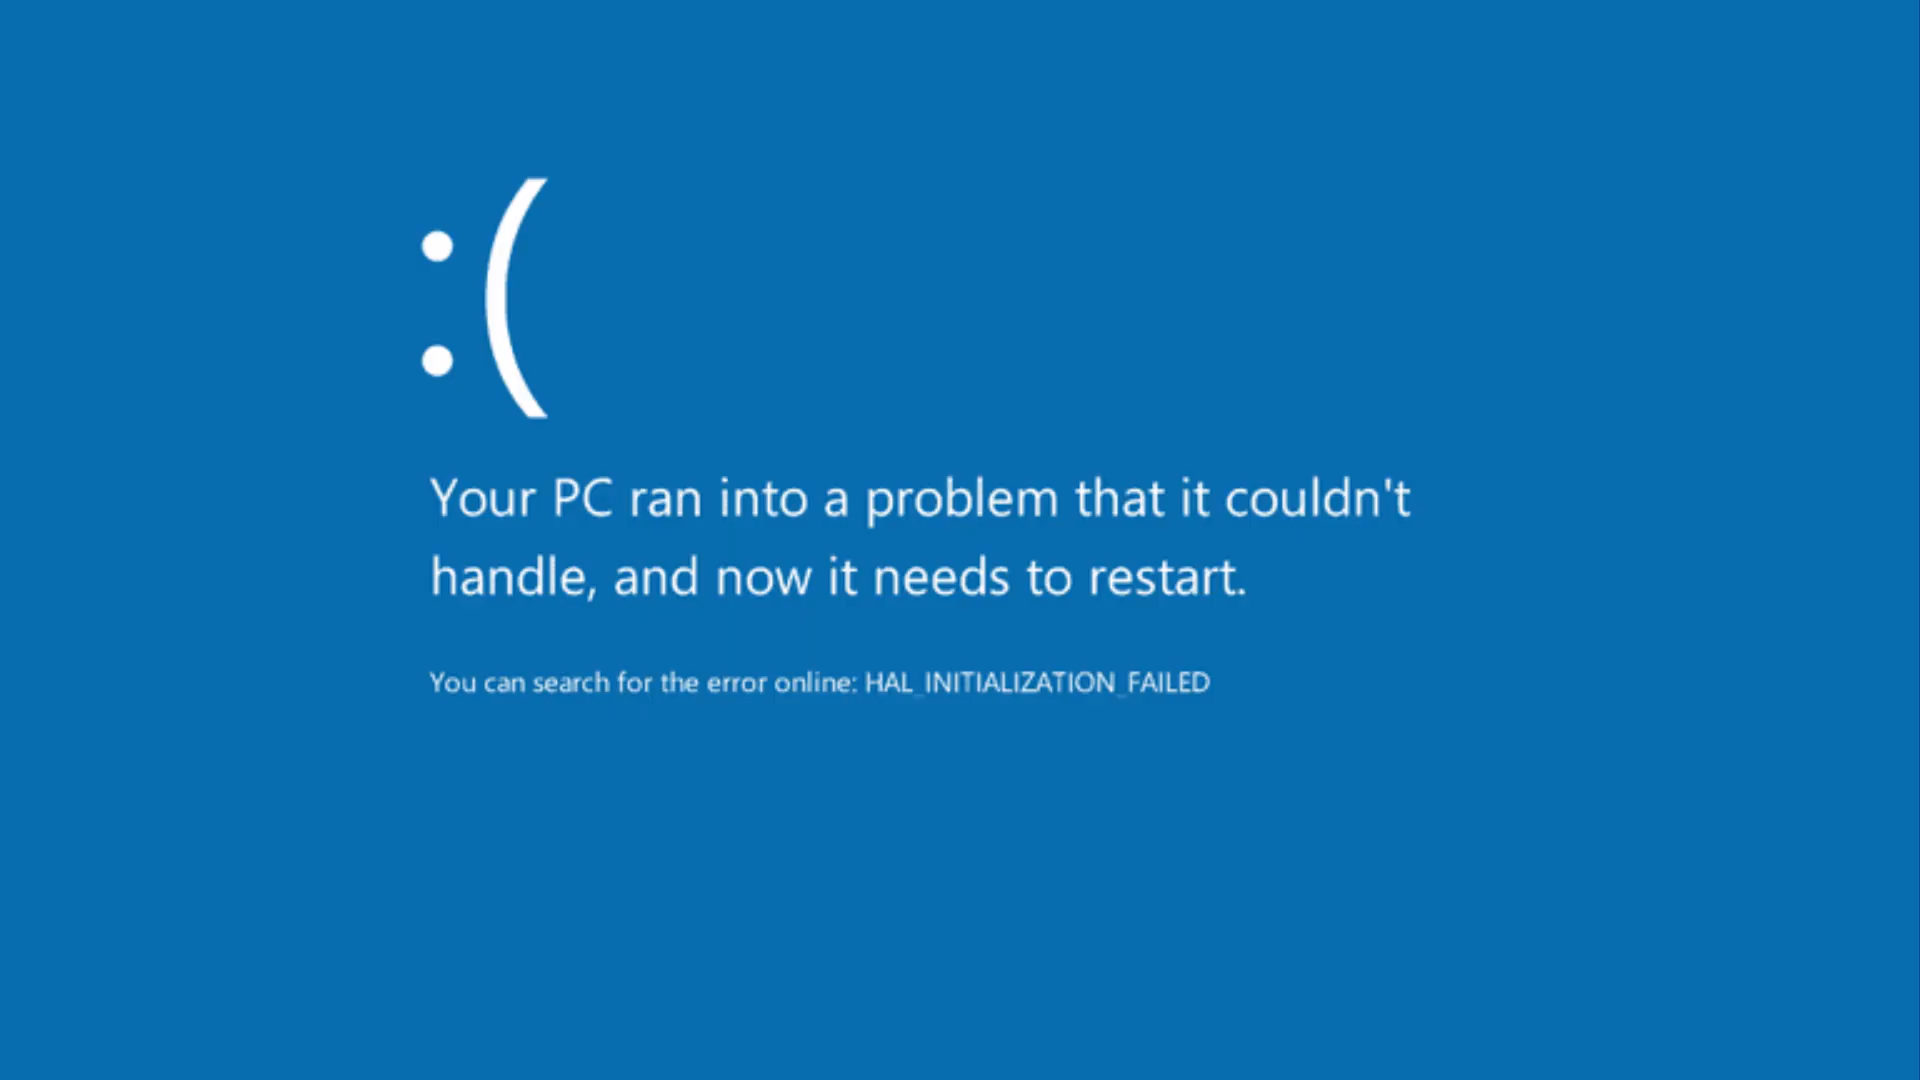 :(
Your PC ran into a problem that it couldn't
handle, and now it needs to restart.
You can search for the error online: HAL_INITIALIZATION_FAILED